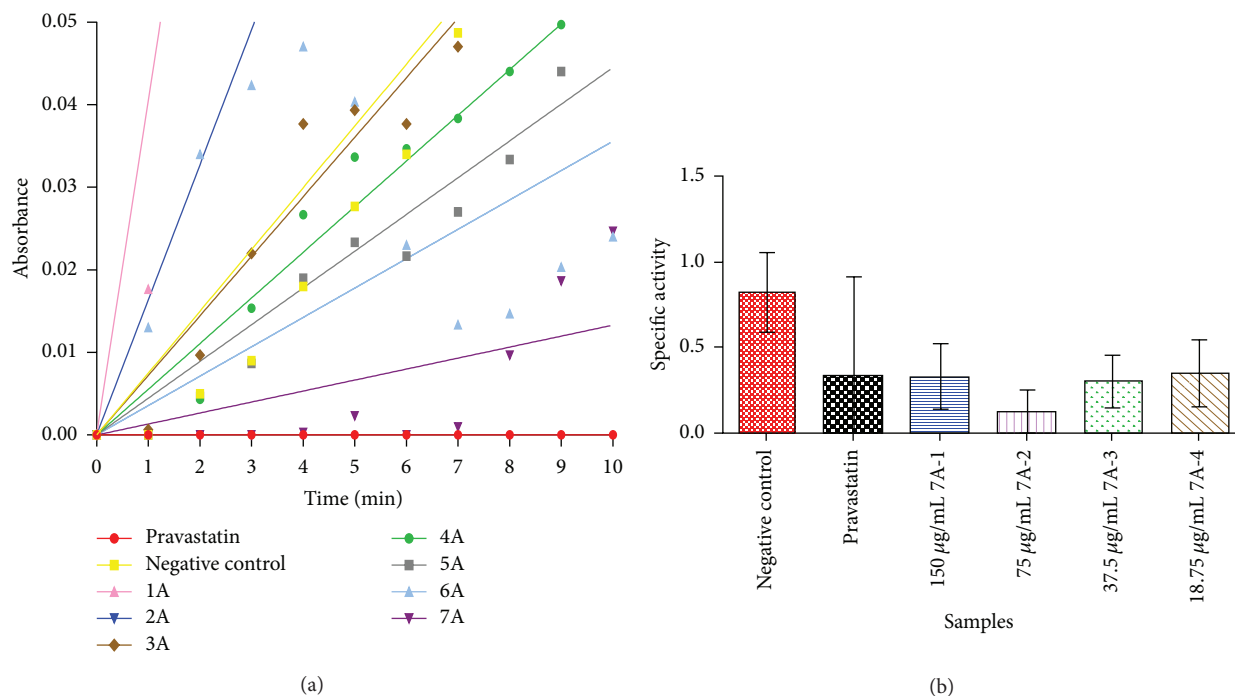 0.05
0.04
0.03
0.02
0.01
0.00
Absorbance
0 1 2 3 4 5 6 7 8 9 10
Time (min)
Pravastatin
Negative control
1A
2A
3A
4A
5A
6A
7A
(a)
1.5
1.0
0.5
0.0
Specific activity
Negative control
Pravastatin
150 μg/mL 7A-1
75 μg/mL 7A-2
37.5 μg/mL 7A-3
18.75 μg/mL 7A-4
Samples
(b)